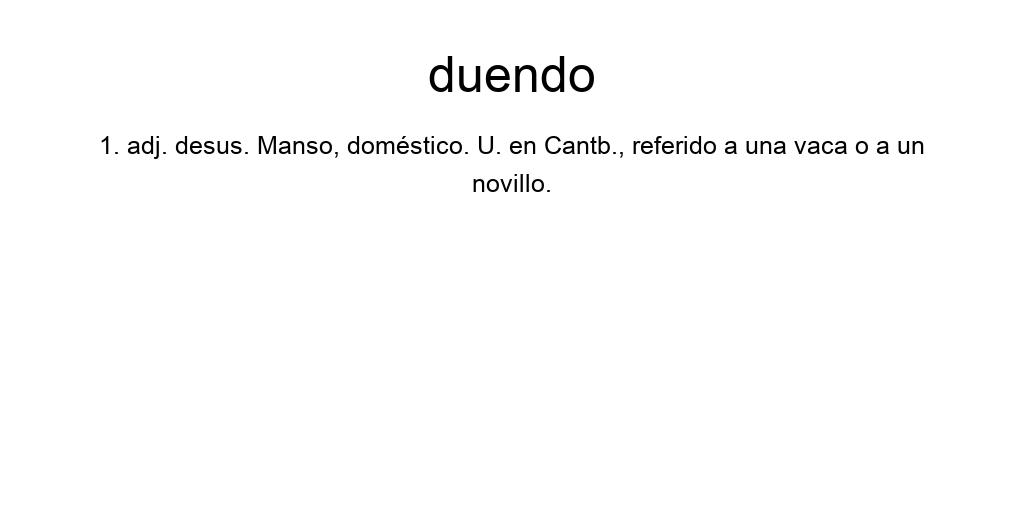 duendo
1. adj. desus. Manso, doméstico. U. en Cantb., referido a una vaca o a un
novillo.